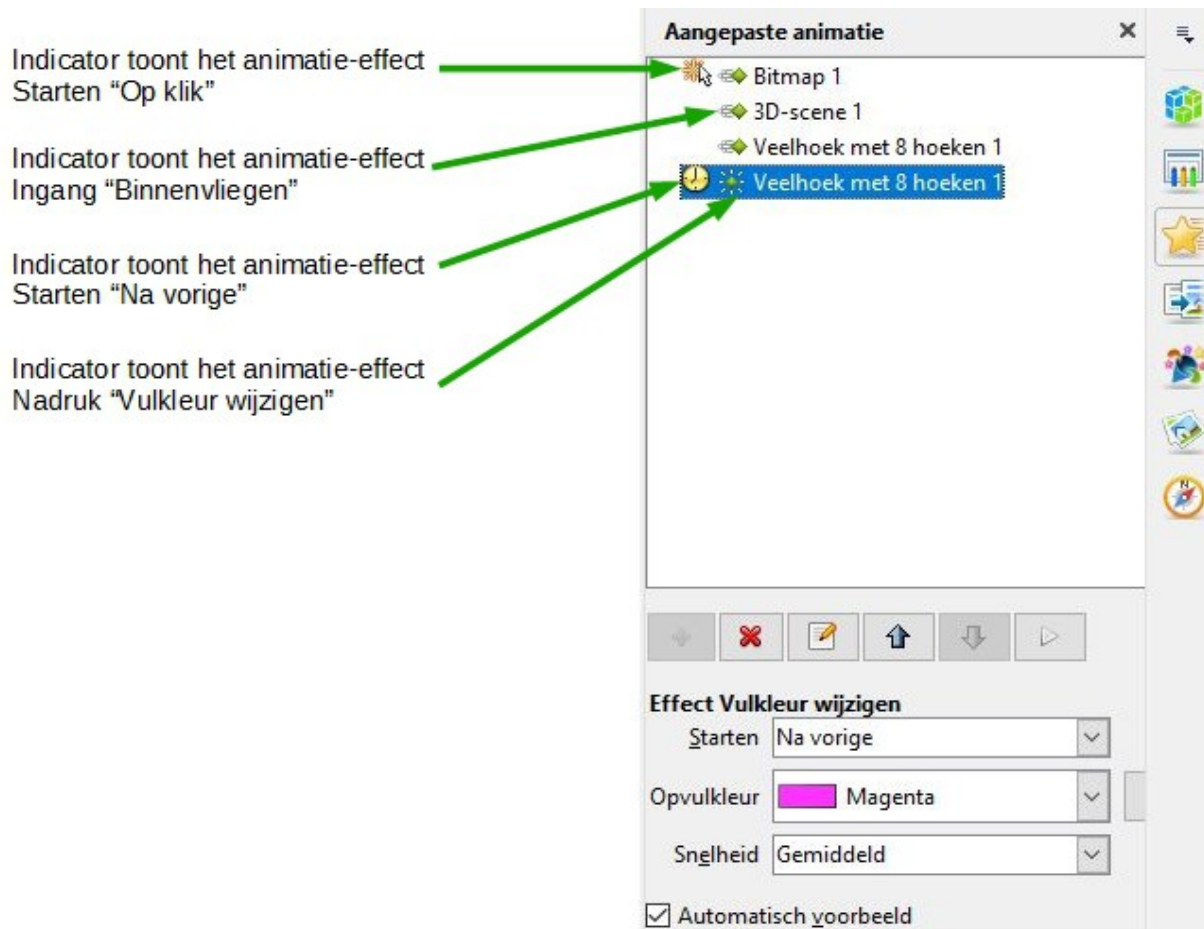 Indicator toont het animatie-effect
Starten “Op klik”
Indicator toont het animatie-effect
Ingang “Binnenvliegen”
Indicator toont het animatie-effect
Starten “Na vorige”
Indicator toont het animatie-effect
Nadruk “Vulkleur wijzigen”
Aangepaste animatie
Bitmap 1
3D-scene 1
Veelhoek met 8 hoeken 1
Veelhoek met 8 hoeken 1
Effect Vulkleur wijzigen
Starten Na vorige
Opvulkleur Magenta
Snelheid Gemiddeld
Automatisch voorbeeld